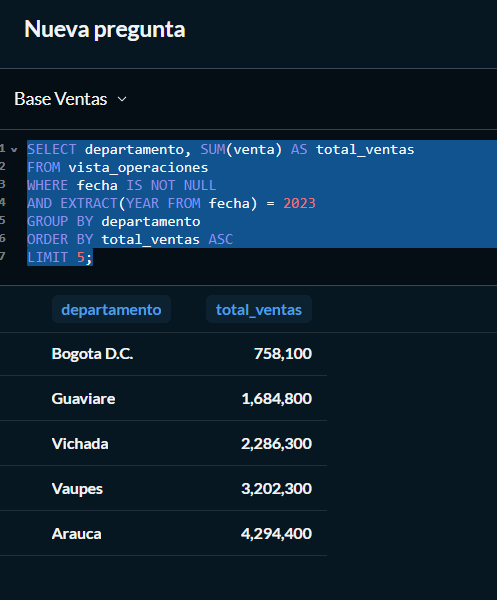 Nueva pregunta
Base Ventas
1 SELECT departamento, SUM(venta) AS total_ventas
2 FROM vista_operaciones
3 WHERE fecha IS NOT NULL
4 AND EXTRACT(YEAR FROM fecha) = 2023
5 GROUP BY departamento
6 ORDER BY total_ventas ASC
7 LIMIT 5;
departamento total_ventas
Bogota D.C. 758,100
Guaviare 1,684,800
Vichada 2,286,300
Vaupes 3,202,300
Arauca 4,294,400